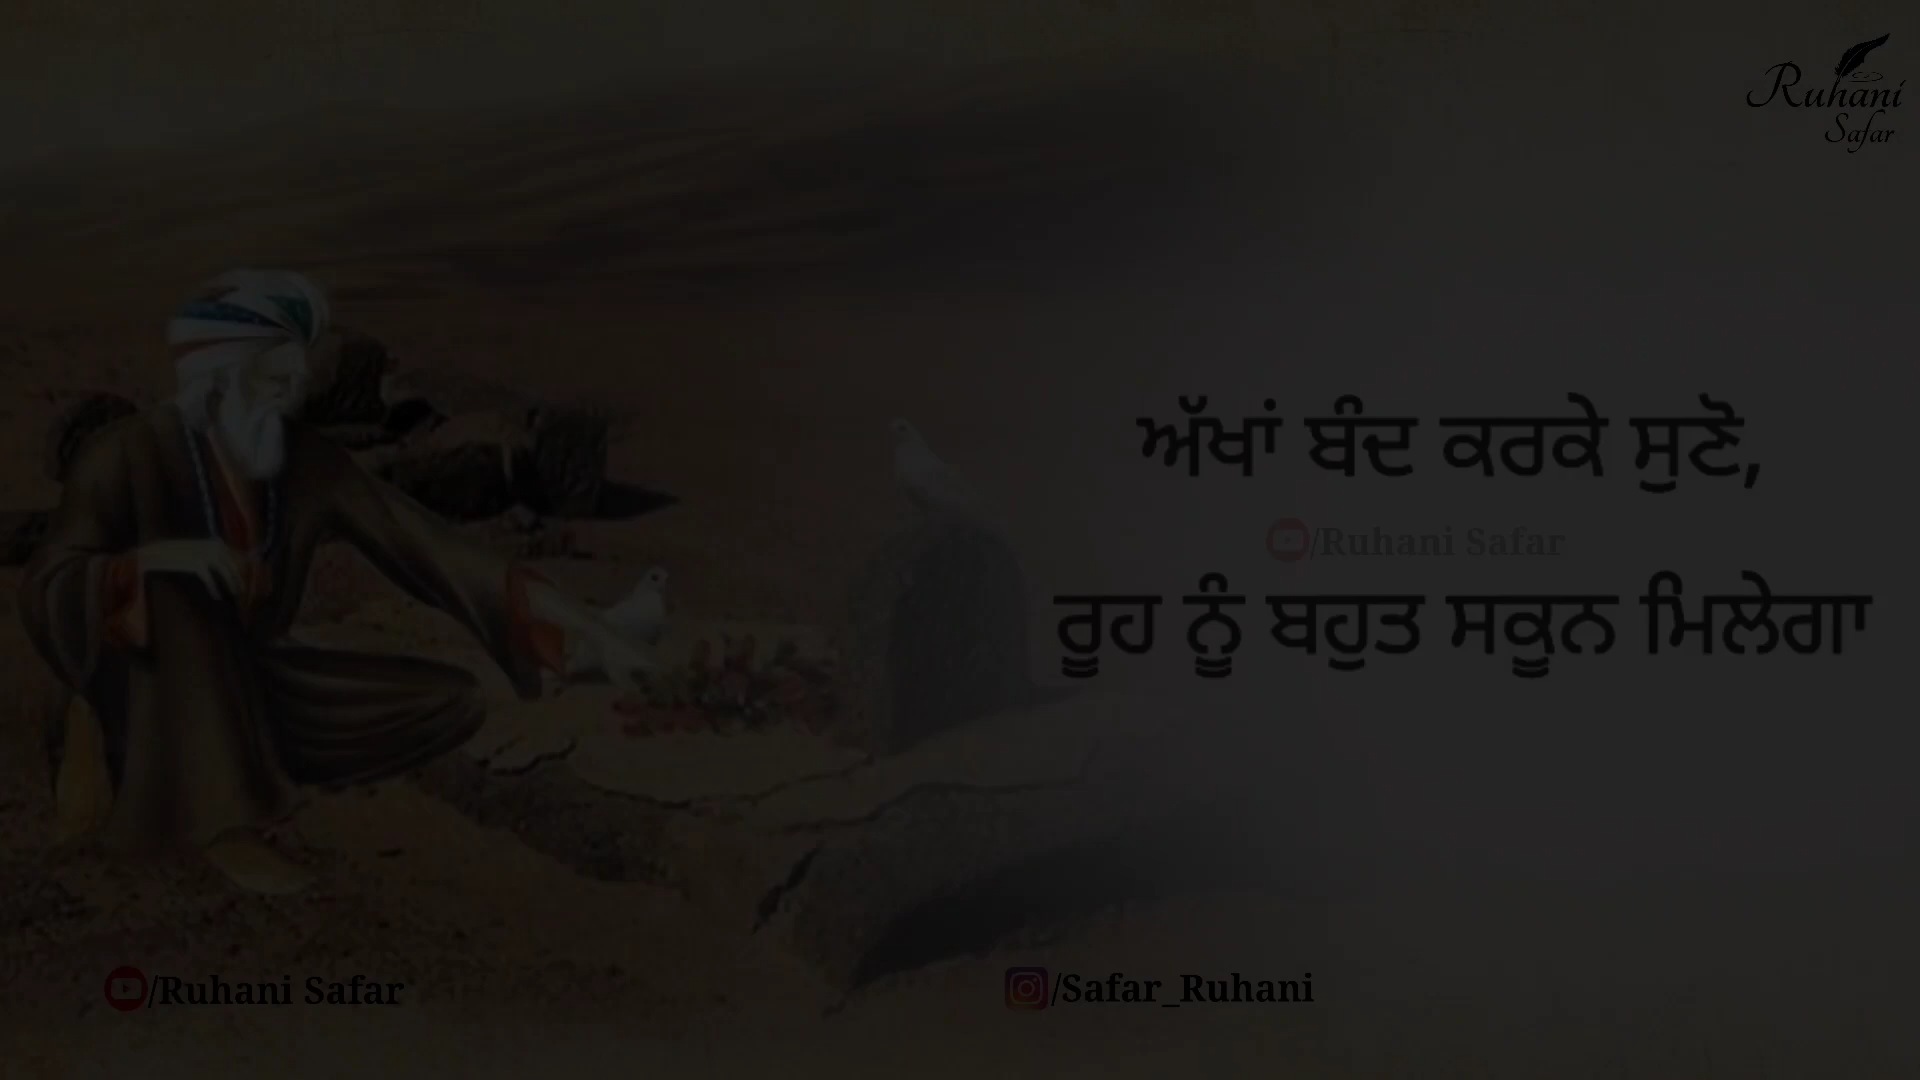 Ruhani
Safar
ਅੱਖਾਂ ਬੰਦ ਕਰਕੇ ਸੁਣੋ,
/Ruhani Safar
ਰੂਹ ਨੂੰ ਬਹੁਤ ਸਕੂਨ ਮਿਲੇਗਾ
/Ruhani Safar
/Safar_Ruhani